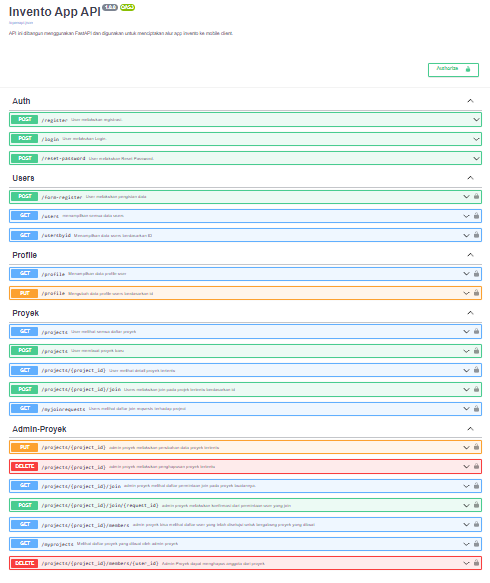 Invento App API 1.0.0 OAS3
/openapi.json
API ini dibangun menggunakan FastAPI dan digunakan untuk menciptakan alur app Invento ke mobile client.
Authorize
Auth
POST /register User melakukan registrasi.
POST /login User melakukan Login.
POST /reset-password User melakukan Reset Password
Users
POST /form-register User melakukan pengisian data
GET /users menampilkan semua data users
GET /usersbyid Menampilkan data users berdasarkan ID
Profile
GET /profile Menampilkan data profile user
PUT /profile Mengubah data profile users berdasarkan id
Proyek
GET /projects User melihat semua daftar proyek
POST /projects User membuat proyek baru
GET /projects/{project_id} User melihat detail proyek tertentu
POST /projects/{project_id}/join Users melakukan join pada projek tertentu berdasarkan id
GET /myjoinrequests Users melihat daftar join requests terhadap project
Admin-Proyek
PUT /projects/{project_id} admin proyek melakukan perubahan data proyek tertentu
DELETE /projects/{project_id} admin proyek melakukan penghapusan proyek tertentu
GET /projects/{project_id}/join admin proyek melihat daftar permintaan join pada proyek buatannya.
POST /projects/{project_id}/join/{request_id} admin proyek melakukan konfirmasi dari permintaan user yang join
GET /projects/{project_id}/members admin proyek bisa melihat daftar user yang telah disetujui untuk bergabung proyek yang dibuat
GET /myprojects Melihat daftar proyek yang dibuat oleh admin proyek
DELETE /projects/{project_id}/members/{user_id} Admin Proyek dapat menghapus anggota dari proyek